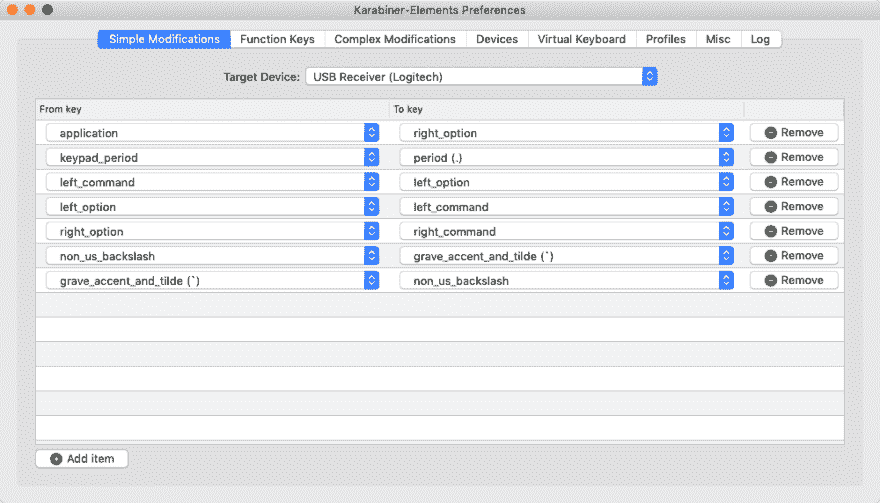 Karabiner-Elements Preferences
Simple Modifications Function Keys Complex Modifications Devices Virtual Keyboard Profiles Misc Log
Target Device: USB Receiver (Logitech)
From key To key
application right_option Remove
keypad_period period (.) Remove
left_command left_option Remove
left_option left_command Remove
right_option right_command Remove
non_us_backslash grave_accent_and_tilde (`) Remove
grave_accent_and_tilde (`) non_us_backslash Remove
Add item